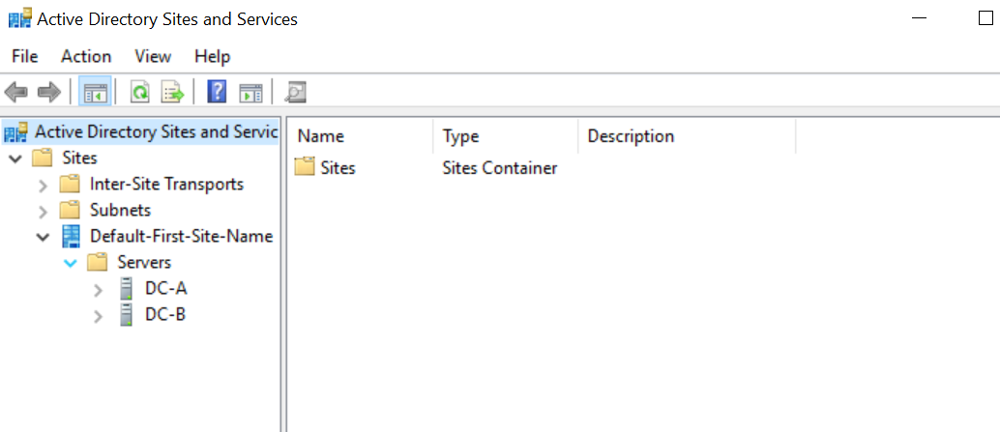 Active Directory Sites and Services
File Action View Help
Active Directory Sites and Servic
Sites
Inter-Site Transports
Subnets
Default-First-Site-Name
Servers
DC-A
DC-B
Name Type Description
Sites Sites Container